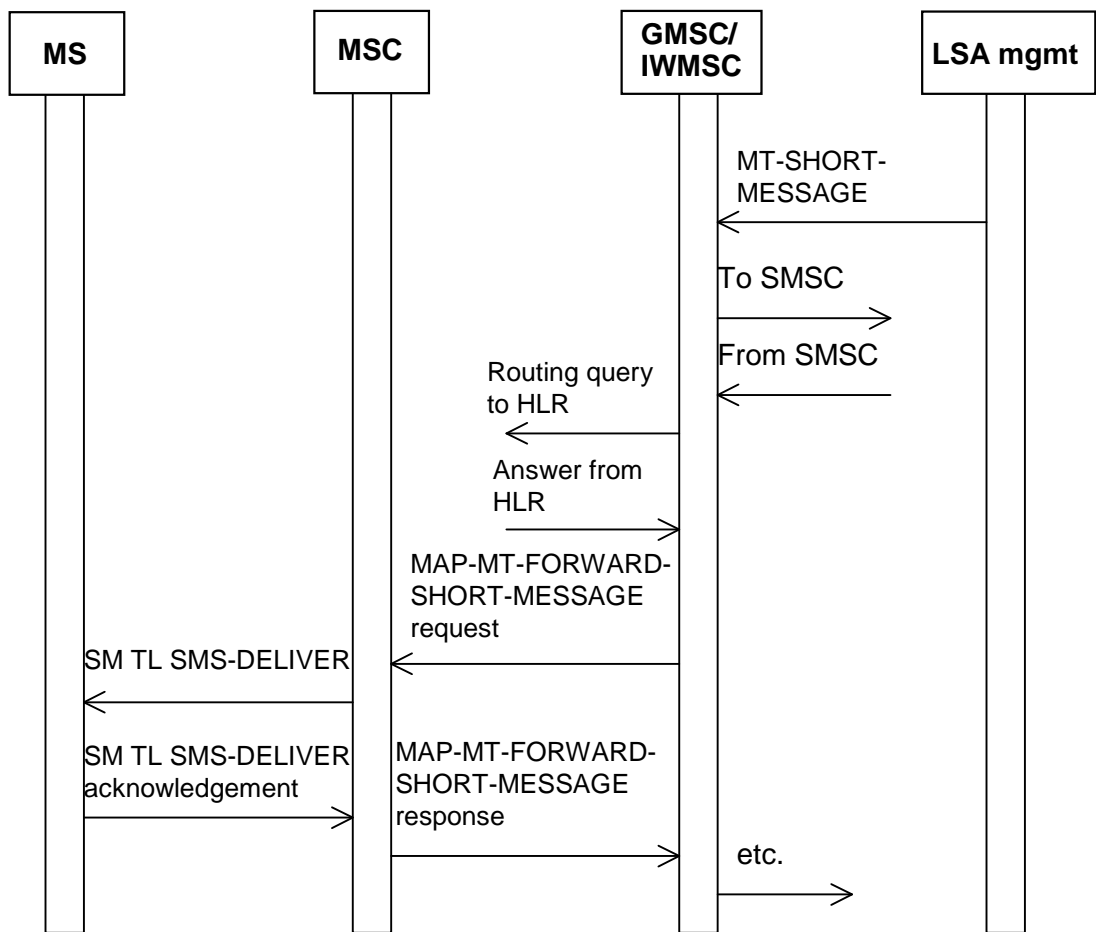 MS
MSC
GMSC/
IWMSC
LSA mgmt
MT-SHORT-
MESSAGE
To SMSC
From SMSC
Routing query
to HLR
Answer from
HLR
MAP-MT-FORWARD-
SHORT-MESSAGE
request
SM TL SMS-DELIVER
SM TL SMS-DELIVER
acknowledgement
MAP-MT-FORWARD-
SHORT-MESSAGE
response
etc.